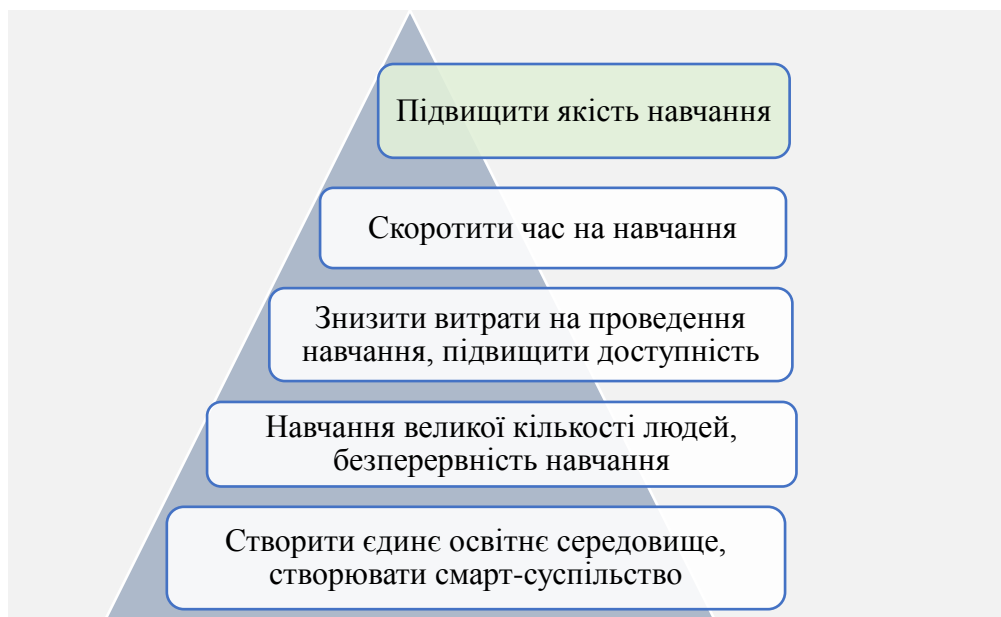 Підвищити якість навчання
Скоротити час на навчання
Знизити витрати на проведення
навчання, підвищити доступність
Навчання великої кількості людей,
безперервність навчання
Створити єдинє освітнє середовище,
створювати смарт-суспільство